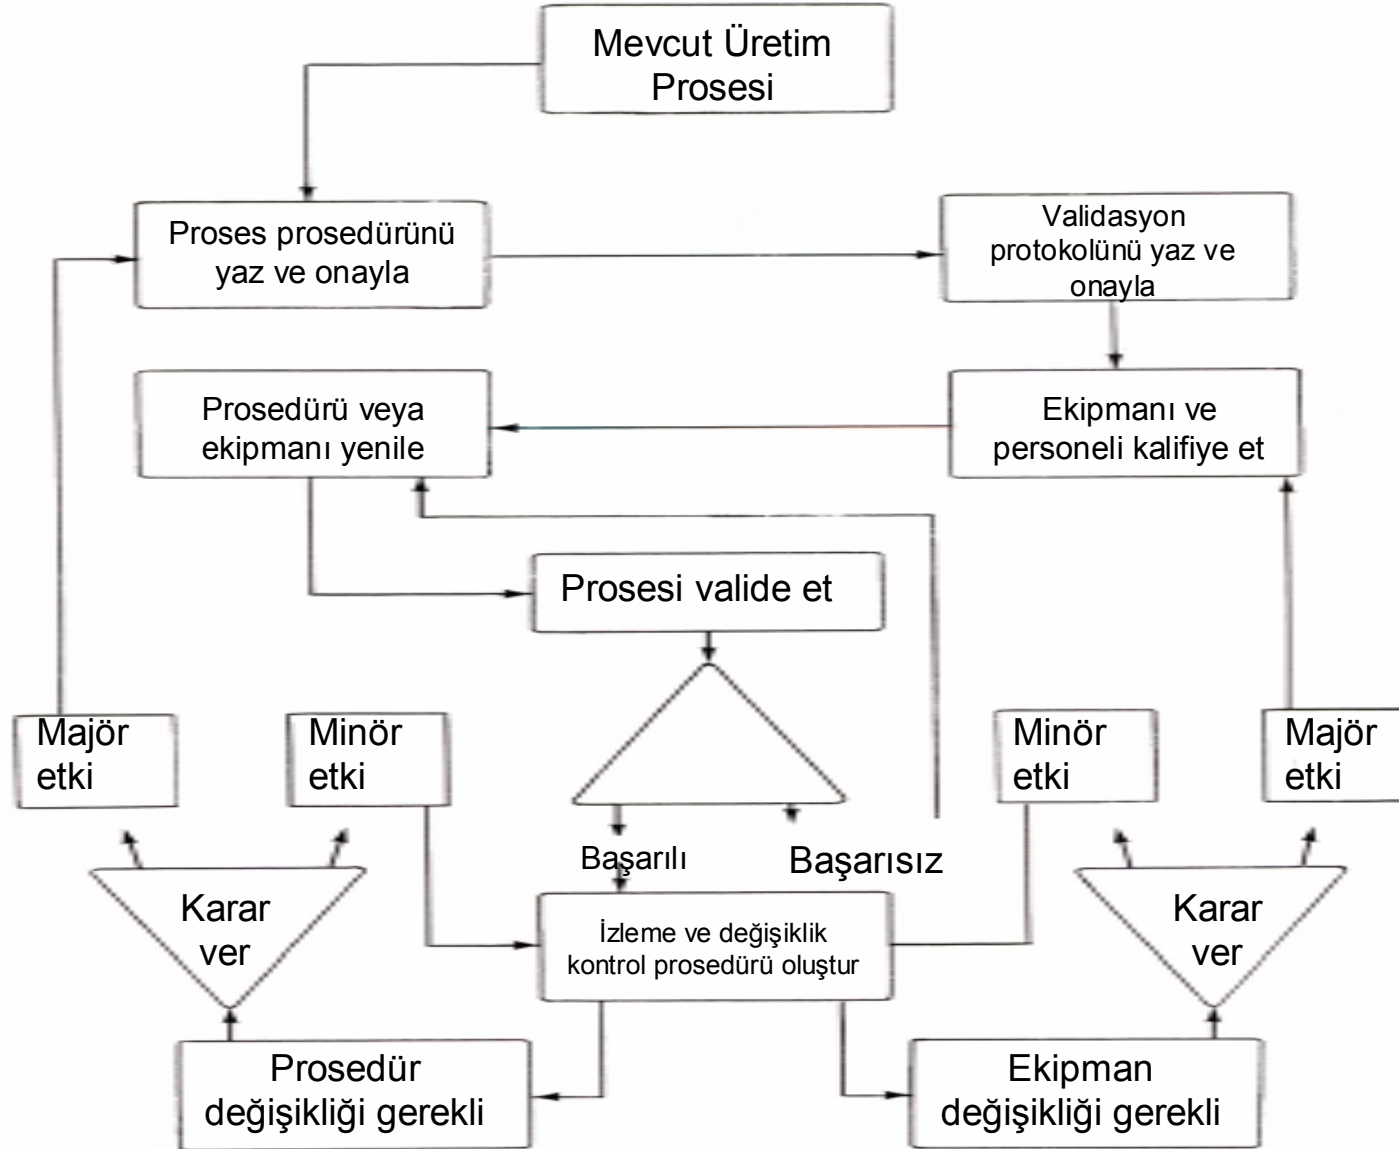 Mevcut Üretim
Prosesi
Proses prosedürünü
yaz ve onayla
Validasyon
protokolünü yaz ve
onayla
Prosedürü veya
ekipmanı yenile
Ekipmanı ve
personeli kalifiye et
Prosesi valide et
Majör
etki
Minör
etki
Minör
etki
Majör
etki
Başarılı
Başarısız
Karar
ver
İzleme ve değişiklik
kontrol prosedürü oluştur
Karar
ver
Prosedür
değişikliği gerekli
Ekipman
değişikliği gerekli